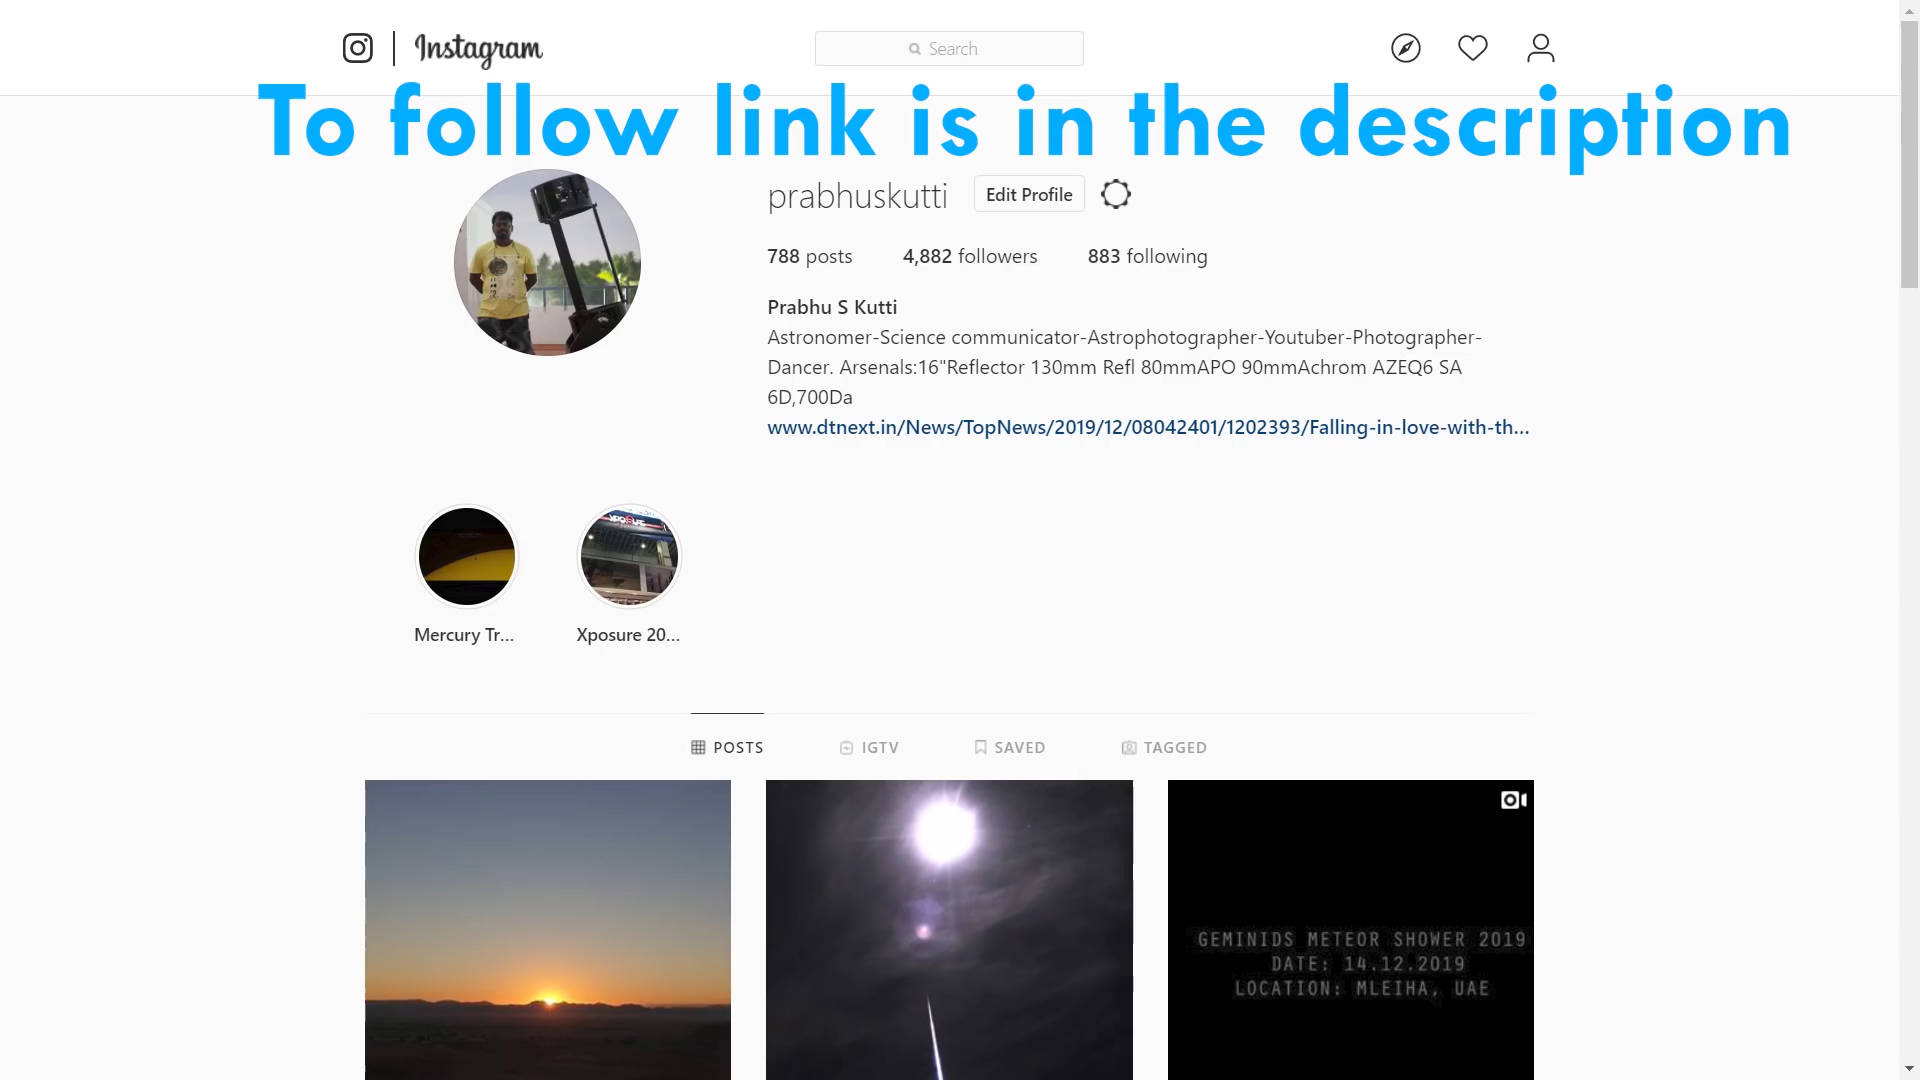 Instagram
Search
To follow link is in the description
prabhuskutti
Edit Profile
788 posts
4,882 followers
883 following
Prabhu S Kutti
Astronomer-Science communicator-Astrophotographer-Youtuber-Photographer-
Dancer. Arsenals:16"Reflector 130mm Refl 80mmAPO 90mmAchrom AZEQ6 SA
6D,700Da
www.dtnext.in/News/TopNews/2019/12/08042401/1202393/Falling-in-love-with-th...
XPOSURE
Mercury Tr...
Xposure 20...
POSTS
IGTV
SAVED
TAGGED
GEMINIDS METEOR SHOWER 2019
DATE: 14.12.2019
LOCATION: MLEIHA, UAE